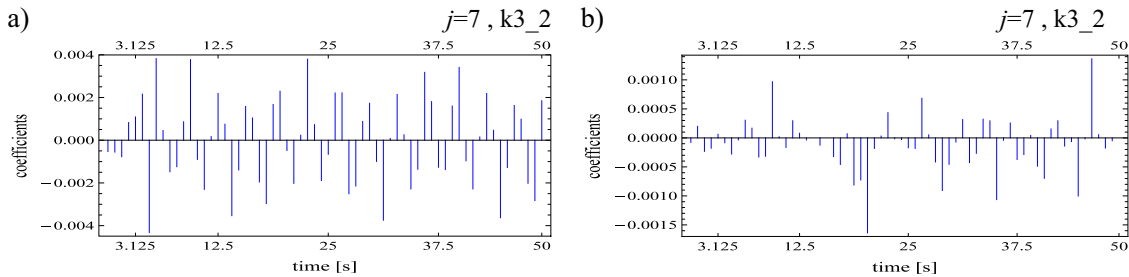 a)
j=7 , k3_2
3.125 12.5 25 37.5 50
0.004
0.002
0.000
−0.002
−0.004
coefficients
3.125 12.5 25 37.5 50
time [s]
b)
j=7 , k3_2
3.125 12.5 25 37.5 50
0.0010
0.0005
0.0000
−0.0005
−0.0010
−0.0015
coefficients
3.125 12.5 25 37.5 50
time [s]